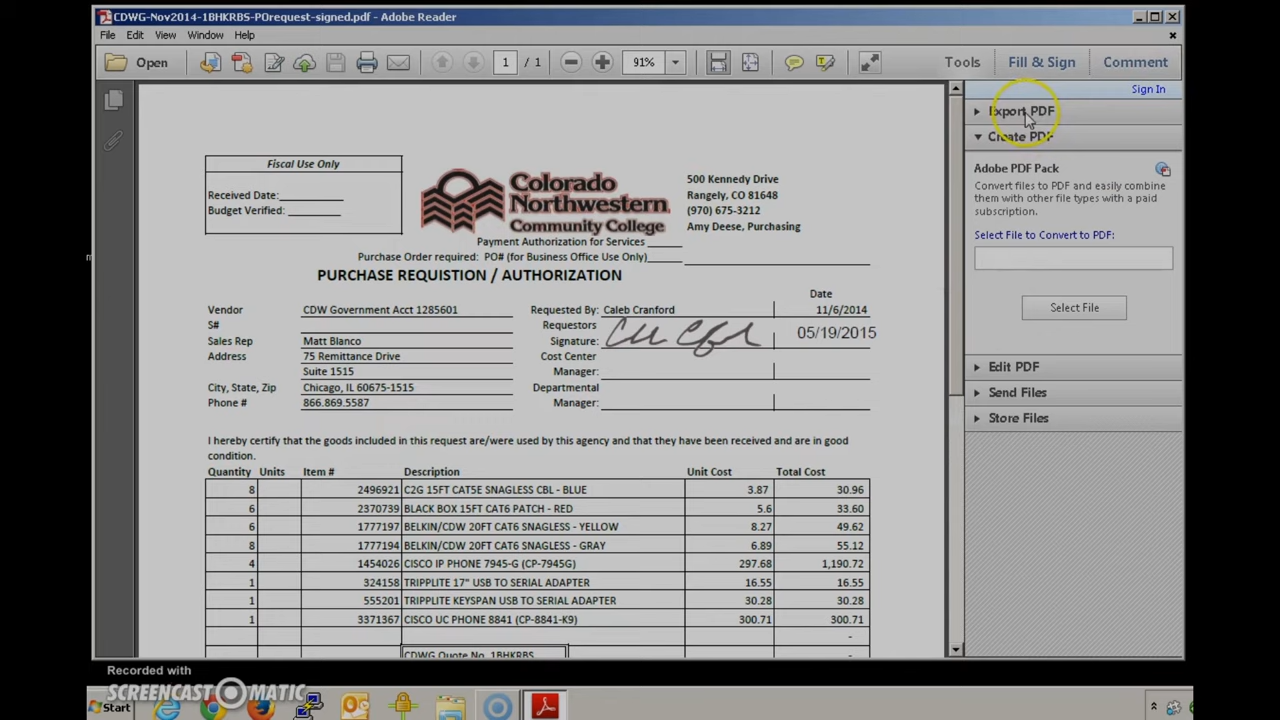 CDWG-Nov2014-1BHKRBS-POrequest-signed.pdf - Adobe Reader
File Edit View Window Help
Open 1 / 1 91% Tools Fill & Sign Comment
Sign In
Export PDF
Create PDF
Adobe PDF Pack
Convert files to PDF and easily combine
them with other file types with a paid
subscription.
Select File to Convert to PDF:
Select File
Edit PDF
Send Files
Store Files
Fiscal Use Only
Received Date:
Budget Verified:
Colorado
Northwestern
Community College
500 Kennedy Drive
Rangely, CO 81648
(970) 675-3212
Amy Deese, Purchasing
Payment Authorization for Services
Purchase Order required: PO# (for Business Office Use Only)
PURCHASE REQUISTION / AUTHORIZATION
Date
Vendor CDW Government Acct 1285601 Requested By: Caleb Cranford 11/6/2014
S# Requestors
Sales Rep Matt Blanco Signature: 05/19/2015
Address 75 Remittance Drive Cost Center
Suite 1515 Manager:
City, State, Zip Chicago, IL 60675-1515 Departmental
Phone # 866.869.5587 Manager:
I hereby certify that the goods included in this request are/were used by this agency and that they have been received and are in good
condition.
Quantity Units Item # Description Unit Cost Total Cost
8 2496921 C2G 15FT CAT5E SNAGLESS CBL - BLUE 3.87 30.96
6 2370739 BLACK BOX 15FT CAT6 PATCH - RED 5.6 33.60
6 1777197 BELKIN/CDW 20FT CAT6 SNAGLESS - YELLOW 8.27 49.62
8 1777194 BELKIN/CDW 20FT CAT6 SNAGLESS - GRAY 6.89 55.12
4 1454026 CISCO IP PHONE 7945-G (CP-7945G) 297.68 1,190.72
1 324158 TRIPPLITE 17" USB TO SERIAL ADAPTER 16.55 16.55
1 555201 TRIPPLITE KEYSPAN USB TO SERIAL ADAPTER 30.28 30.28
1 3371367 CISCO UC PHONE 8841 (CP-8841-K9) 300.71 300.71
-
CDWG Quote No. 1BHKRBS -
Recorded with
SCREENCAST-O-MATIC
Start